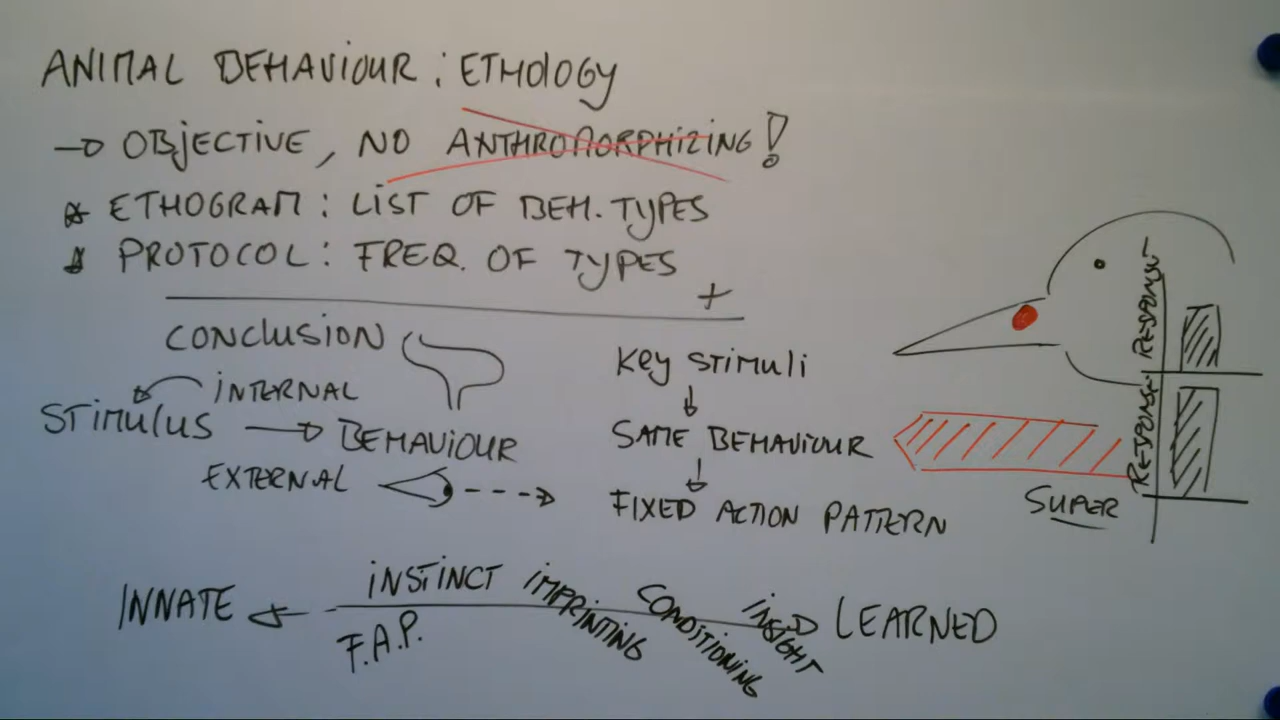 ANIMAL BEHAVIOUR : ETHOLOGY
→ OBJECTIVE, NO ANTHROMORPHIZING!
ETHOGRAM : LIST OF BEH. TYPES
PROTOCOL : FREQ. OF TYPES
+
CONCLUSION
INTERNAL
STIMULUS → BEHAVIOUR
EXTERNAL
KEY STIMULI
↓
SAME BEHAVIOUR
↓
FIXED ACTION PATTERN
RESPONSE
RESPONSE
SUPER
INNATE ← INSTINCT IMPRINTING CONDITIONING INSIGHT → LEARNED
F.A.P.